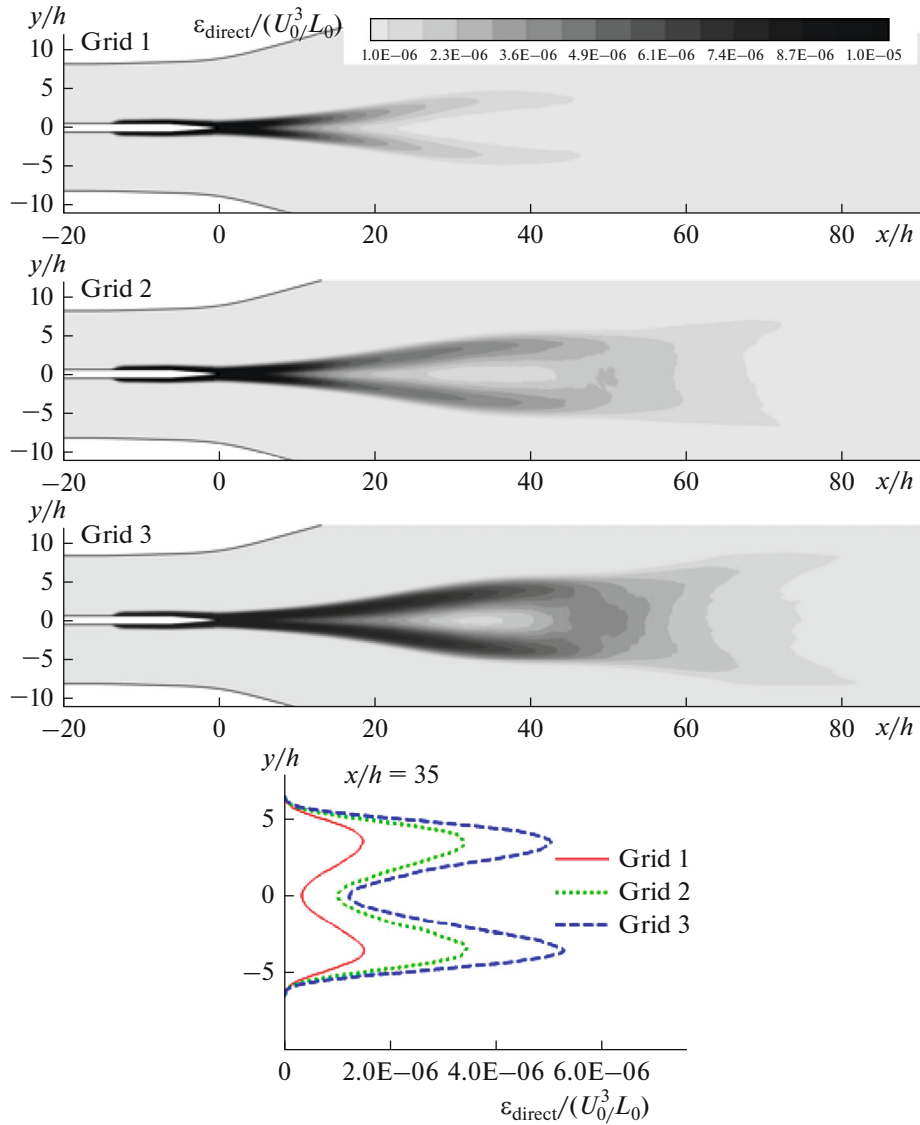 y/h
ε_direct/(U_0/^3 L_0)
Grid 1
1.0E−06 2.3E−06 3.6E−06 4.9E−06 6.1E−06 7.4E−06 8.7E−06 1.0E−05
10
5
0
−5
−10
−20 0 20 40 60 80 x/h
y/h
Grid 2
10
5
0
−5
−10
−20 0 20 40 60 80 x/h
y/h
Grid 3
10
5
0
−5
−10
−20 0 20 40 60 80 x/h
y/h
x/h = 35
5
0
−5
Grid 1
Grid 2
Grid 3
0 2.0E−06 4.0E−06 6.0E−06
ε_direct/(U_0/^3 L_0)